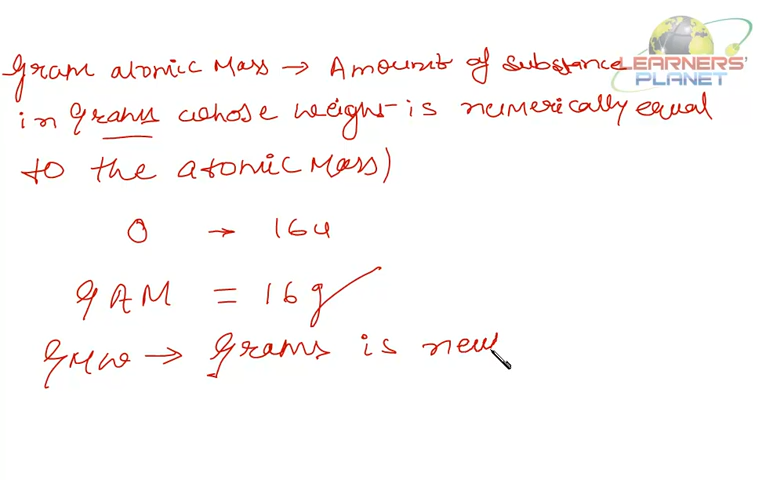 LEARNERS'
PLANET
Gram atomic Mass → Amount of substance
in grams whose weight is numerically equal
to the atomic Mass)
O → 16u
GAM = 16g
GMW → Grams is new